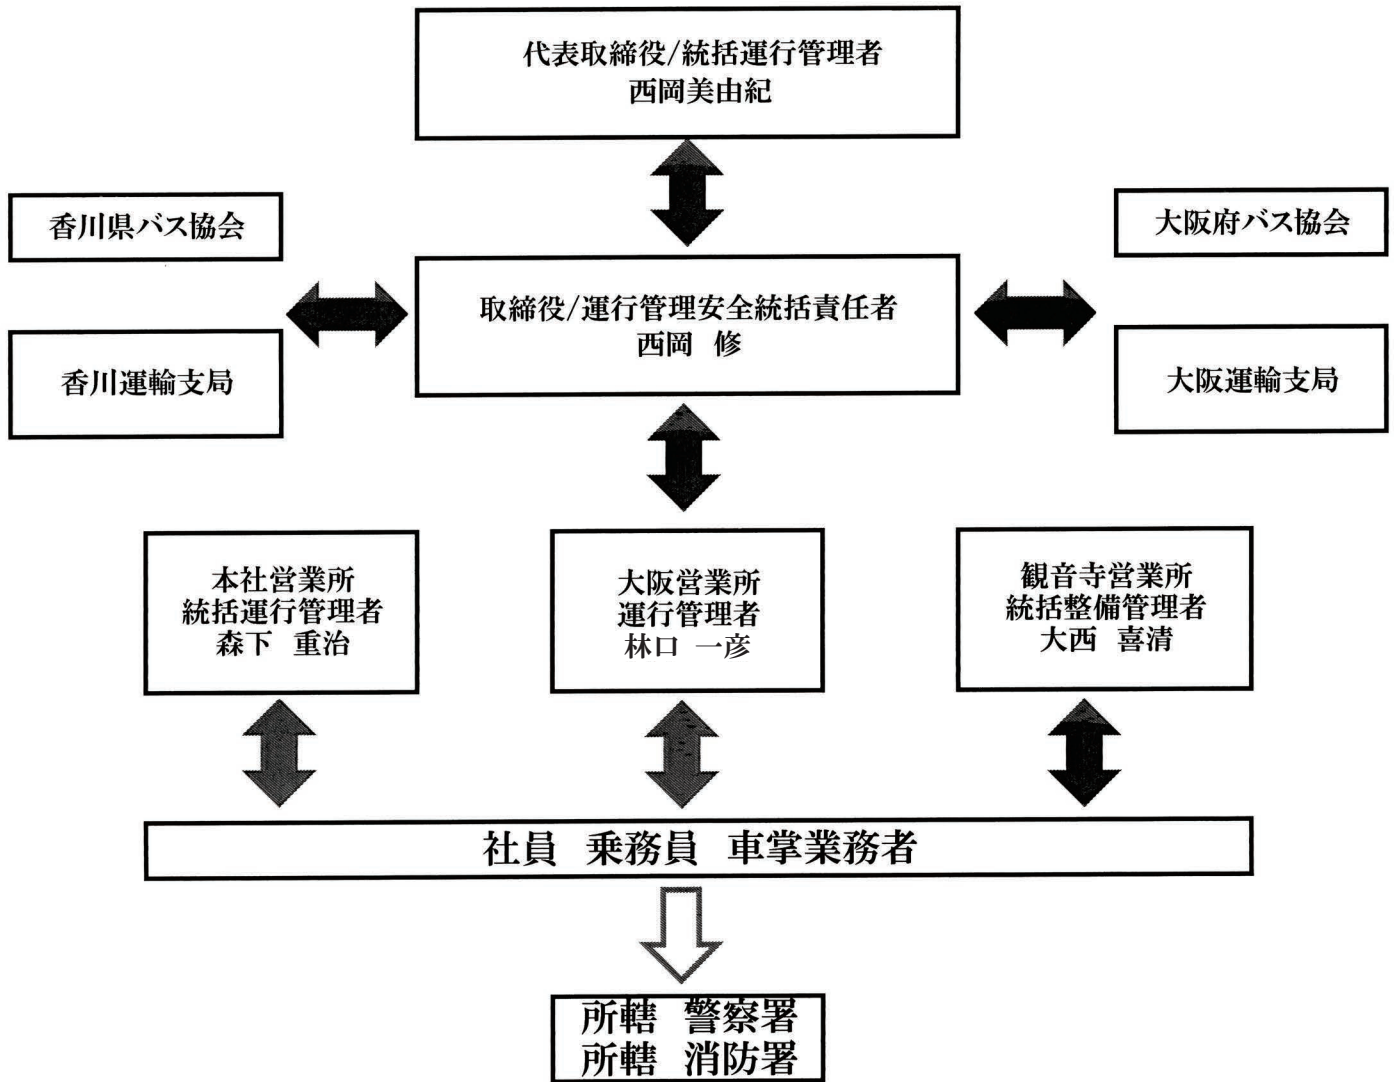 代表取締役/統括運行管理者
西岡美由紀
香川県バス協会
大阪府バス協会
取締役/運行管理安全統括責任者
西岡 修
香川運輸支局
大阪運輸支局
本社営業所
統括運行管理者
森下 重治
大阪営業所
運行管理者
林口 一彦
観音寺営業所
統括整備管理者
大西 喜清
社員 乗務員 車掌業務者
所轄 警察署
所轄 消防署